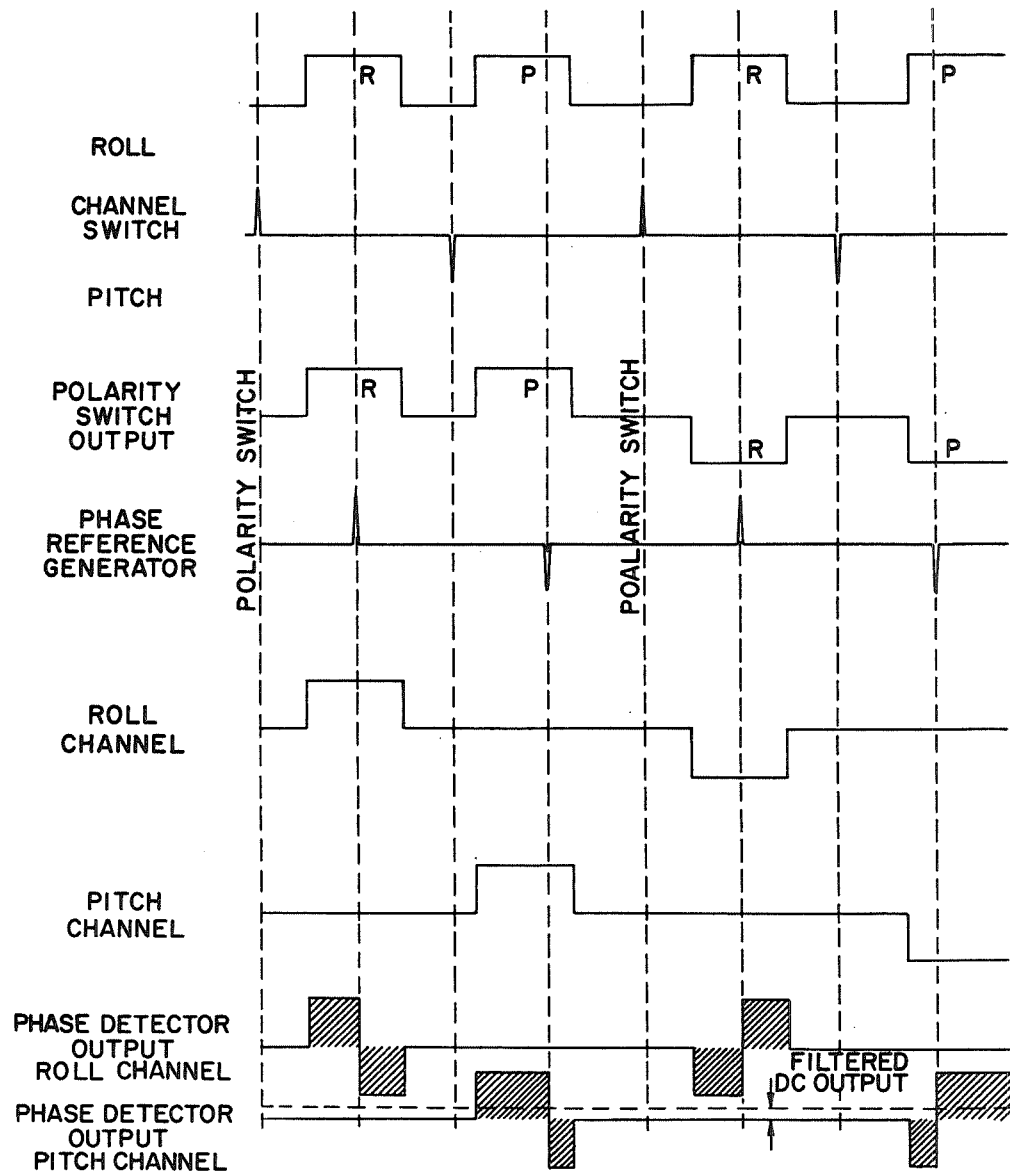 R P R P
ROLL
CHANNEL
SWITCH
PITCH
POLARITY
SWITCH
OUTPUT
POLARITY SWITCH
R P
POALARITY SWITCH
R P
PHASE
REFERENCE
GENERATOR
ROLL
CHANNEL
PITCH
CHANNEL
PHASE DETECTOR
OUTPUT
ROLL CHANNEL
FILTERED
DC OUTPUT
PHASE DETECTOR
OUTPUT
PITCH CHANNEL